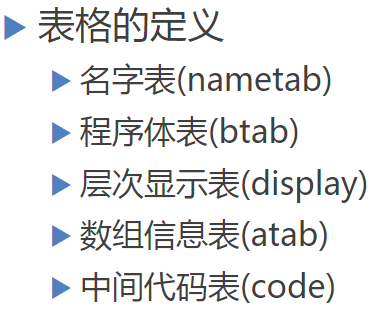 表格的定义
名字表(nametab)
程序体表(btab)
层次显示表(display)
数组信息表(atab)
中间代码表(code)